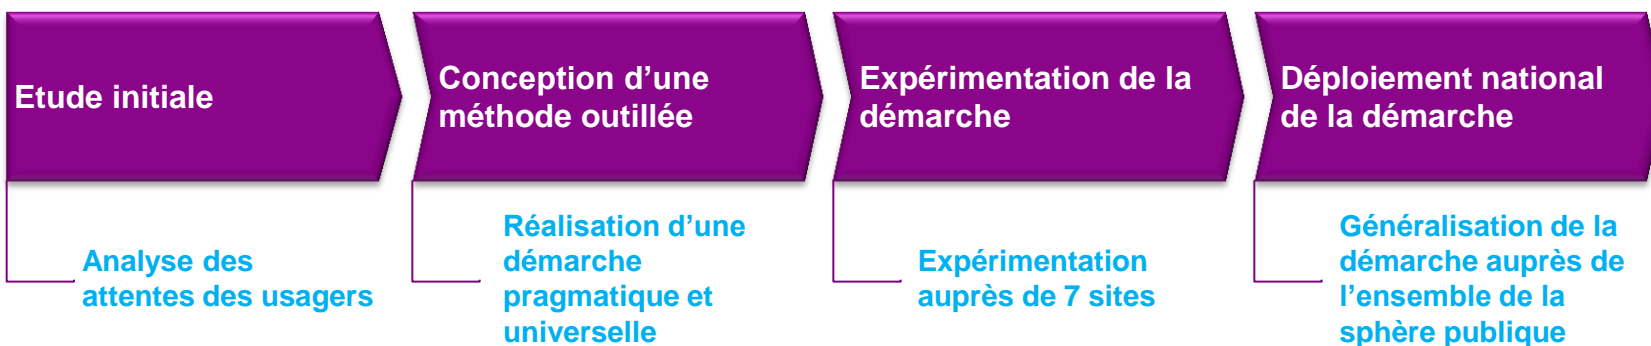 Etude initiale
Conception d’une
méthode outillée
Expérimentation de la
démarche
Déploiement national
de la démarche
Analyse des
attentes des usagers
Réalisation d’une
démarche
pragmatique et
universelle
Expérimentation
auprès de 7 sites
Généralisation de la
démarche auprès de
l’ensemble de la
sphère publique